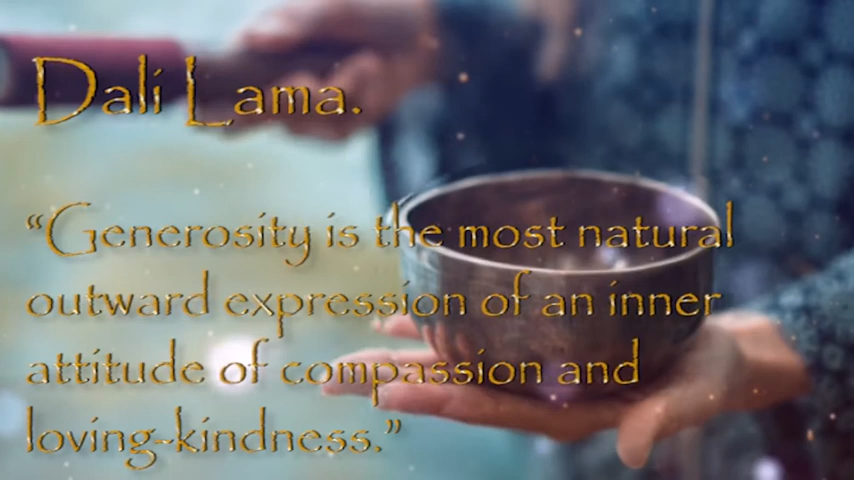 Dali Lama.
“Generosity is the most natural
outward expression of an inner
attitude of compassion and
loving-kindness.”